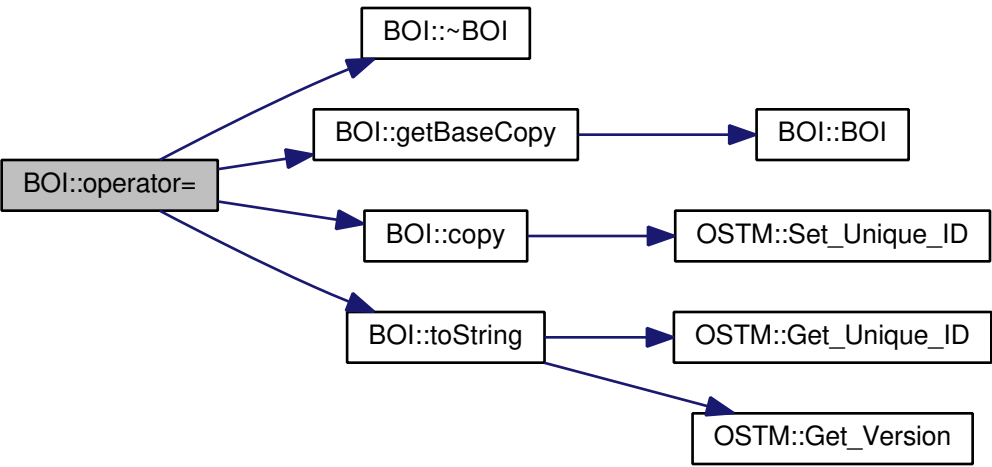 BOI::~BOI
BOI::getBaseCopy
BOI::BOI
BOI::operator=
BOI::copy
OSTM::Set_Unique_ID
BOI::toString
OSTM::Get_Unique_ID
OSTM::Get_Version